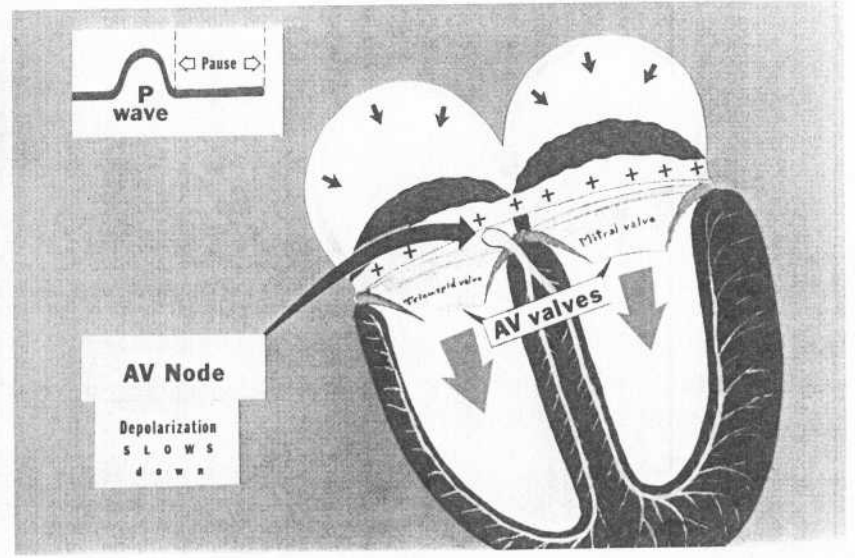 Pause
P
wave
Mitral valve
Tricuspid valve
AV valves
AV Node
Depolarization
SLOWS
down